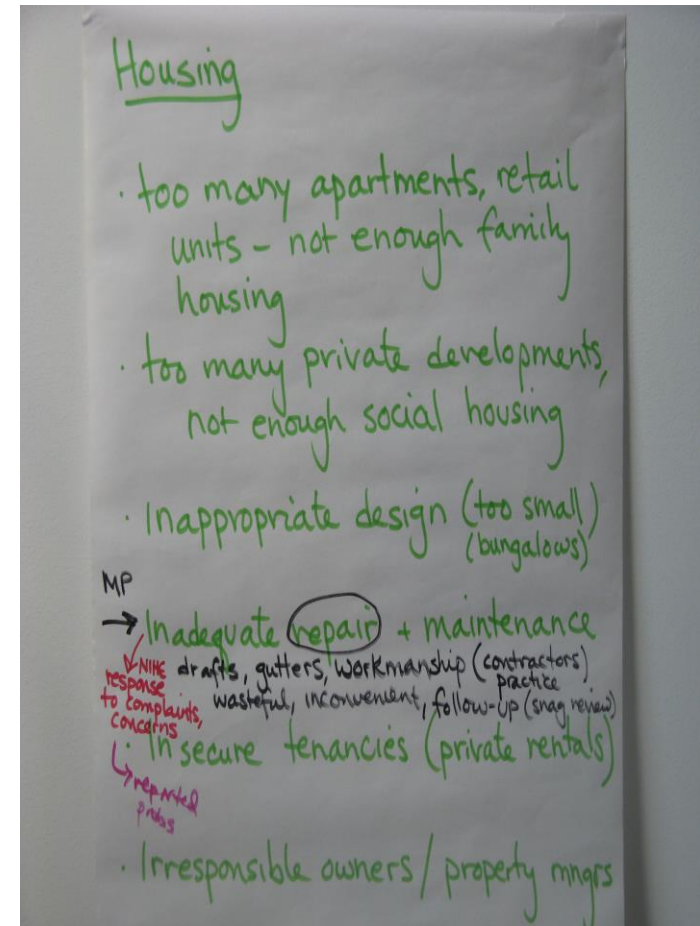 Housing
· too many apartments, retail
units - not enough family
housing
· too many private developments,
not enough social housing
· Inappropriate design (too small)
(bungalows)
MP
→ Inadequate repair + maintenance
NIHE
response
to complaints,
concerns
drafts, gutters, workmanship (contractors)
practice
wasteful, inconvenient, follow-up (snag review)
· Insecure tenancies (private rentals)
↳ reported
probs
· Irresponsible owners / property mngrs